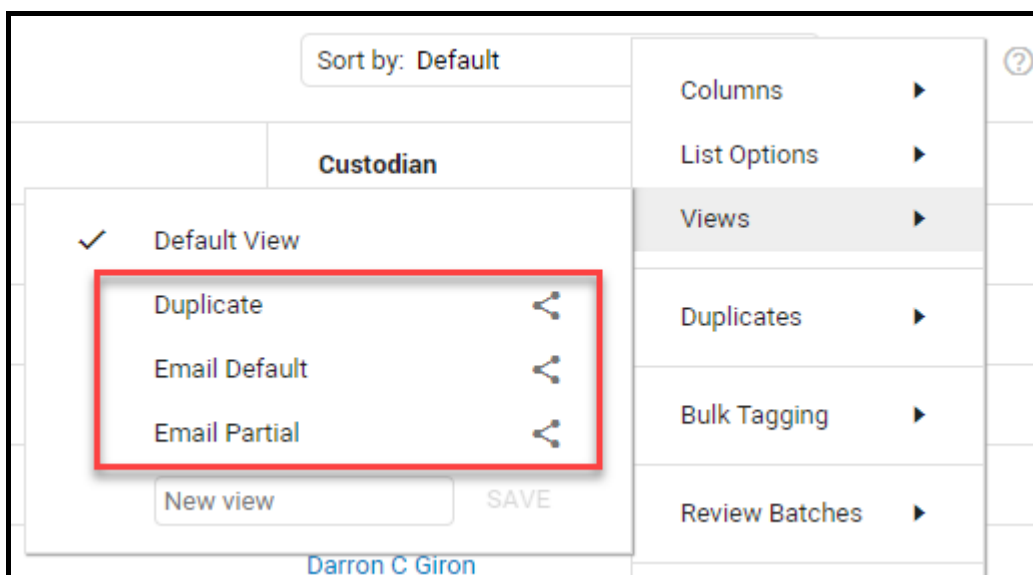 Sort by: Default
Custodian
Default View
Duplicate
Email Default
Email Partial
New view
SAVE
Darron C Giron
Columns
List Options
Views
Duplicates
Bulk Tagging
Review Batches